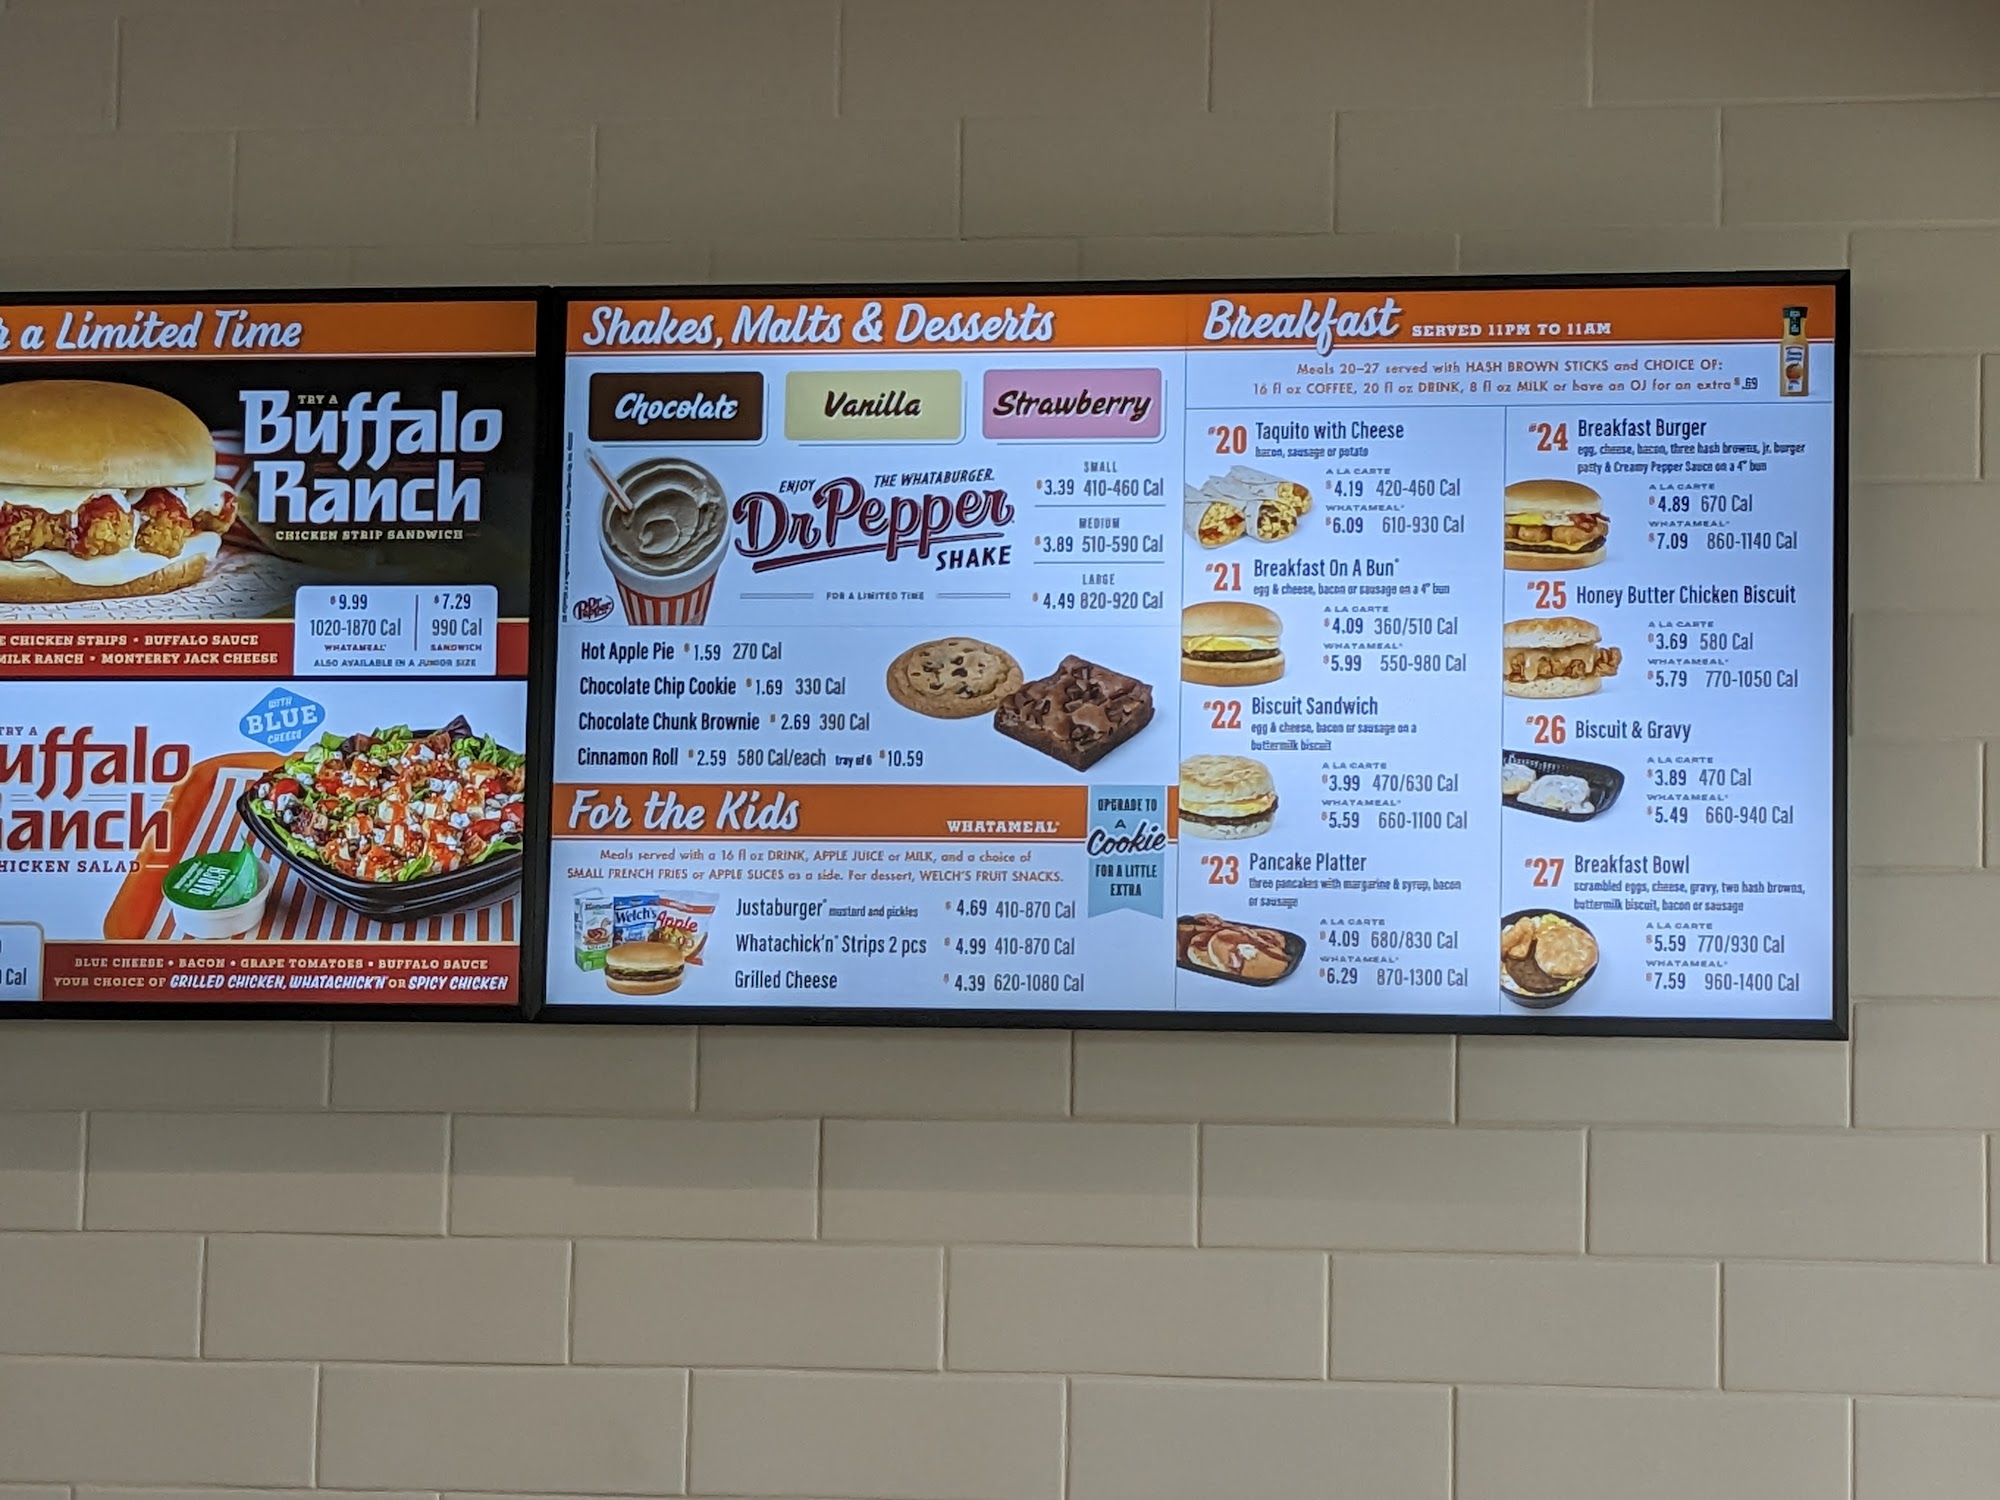 a Limited Time
TRY A
Buffalo
Ranch
CHICKEN STRIP SANDWICH
$9.99
1020-1870 Cal
WHATAMEAL®
$7.29
990 Cal
SANDWICH
ALSO AVAILABLE IN A JUNIOR SIZE
CHICKEN STRIPS • BUFFALO SAUCE
MILK RANCH • MONTEREY JACK CHEESE
WITH
BLUE
CHEESE
TRY A
uffalo
anch
HICKEN SALAD
RANCH
Cal
BLUE CHEESE • BACON • GRAPE TOMATOES • BUFFALO SAUCE
YOUR CHOICE OF GRILLED CHICKEN, WHATACHICK'N OR SPICY CHICKEN
Shakes, Malts & Desserts
Chocolate
Vanilla
Strawberry
ENJOY THE WHATABURGER
Dr Pepper
SHAKE
FOR A LIMITED TIME
Dr Pepper
SMALL
$3.39 410-460 Cal
MEDIUM
$3.89 510-590 Cal
LARGE
$4.49 820-920 Cal
Hot Apple Pie $1.59 270 Cal
Chocolate Chip Cookie $1.69 330 Cal
Chocolate Chunk Brownie $2.69 390 Cal
Cinnamon Roll $2.59 580 Cal/each tray of 6 $10.59
For the Kids WHATAMEAL®
UPGRADE TO
A
Cookie
FOR A LITTLE
EXTRA
Meals served with a 16 fl oz DRINK, APPLE JUICE or MILK, and a choice of
SMALL FRENCH FRIES or APPLE SLICES as a side. For dessert, WELCH'S FRUIT SNACKS.
Welch's
Apple
Justaburger® mustard and pickles $4.69 410-870 Cal
Whatachick'n® Strips 2 pcs $4.99 410-870 Cal
Grilled Cheese $4.39 620-1080 Cal
Breakfast SERVED 11PM TO 11AM
Meals 20-27 served with HASH BROWN STICKS and CHOICE OF:
16 fl oz COFFEE, 20 fl oz DRINK, 8 fl oz MILK or have an OJ for an extra $.69
#20 Taquito with Cheese
bacon, sausage or potato
A LA CARTE
$4.19 420-460 Cal
WHATAMEAL®
$6.09 610-930 Cal
#21 Breakfast On A Bun®
egg & cheese, bacon or sausage on a 4" bun
A LA CARTE
$4.09 360/510 Cal
WHATAMEAL®
$5.99 550-980 Cal
#22 Biscuit Sandwich
egg & cheese, bacon or sausage on a
buttermilk biscuit
A LA CARTE
$3.99 470/630 Cal
WHATAMEAL®
$5.59 660-1100 Cal
#23 Pancake Platter
three pancakes with margarine & syrup, bacon
or sausage
A LA CARTE
$4.09 680/830 Cal
WHATAMEAL®
$6.29 870-1300 Cal
#24 Breakfast Burger
egg, cheese, bacon, three hash browns, jr. burger
patty & Creamy Pepper Sauce on a 4" bun
A LA CARTE
$4.89 670 Cal
WHATAMEAL®
$7.09 860-1140 Cal
#25 Honey Butter Chicken Biscuit
A LA CARTE
$3.69 580 Cal
WHATAMEAL®
$5.79 770-1050 Cal
#26 Biscuit & Gravy
A LA CARTE
$3.89 470 Cal
WHATAMEAL®
$5.49 660-940 Cal
#27 Breakfast Bowl
scrambled eggs, cheese, gravy, two hash browns,
buttermilk biscuit, bacon or sausage
A LA CARTE
$5.59 770/930 Cal
WHATAMEAL®
$7.59 960-1400 Cal